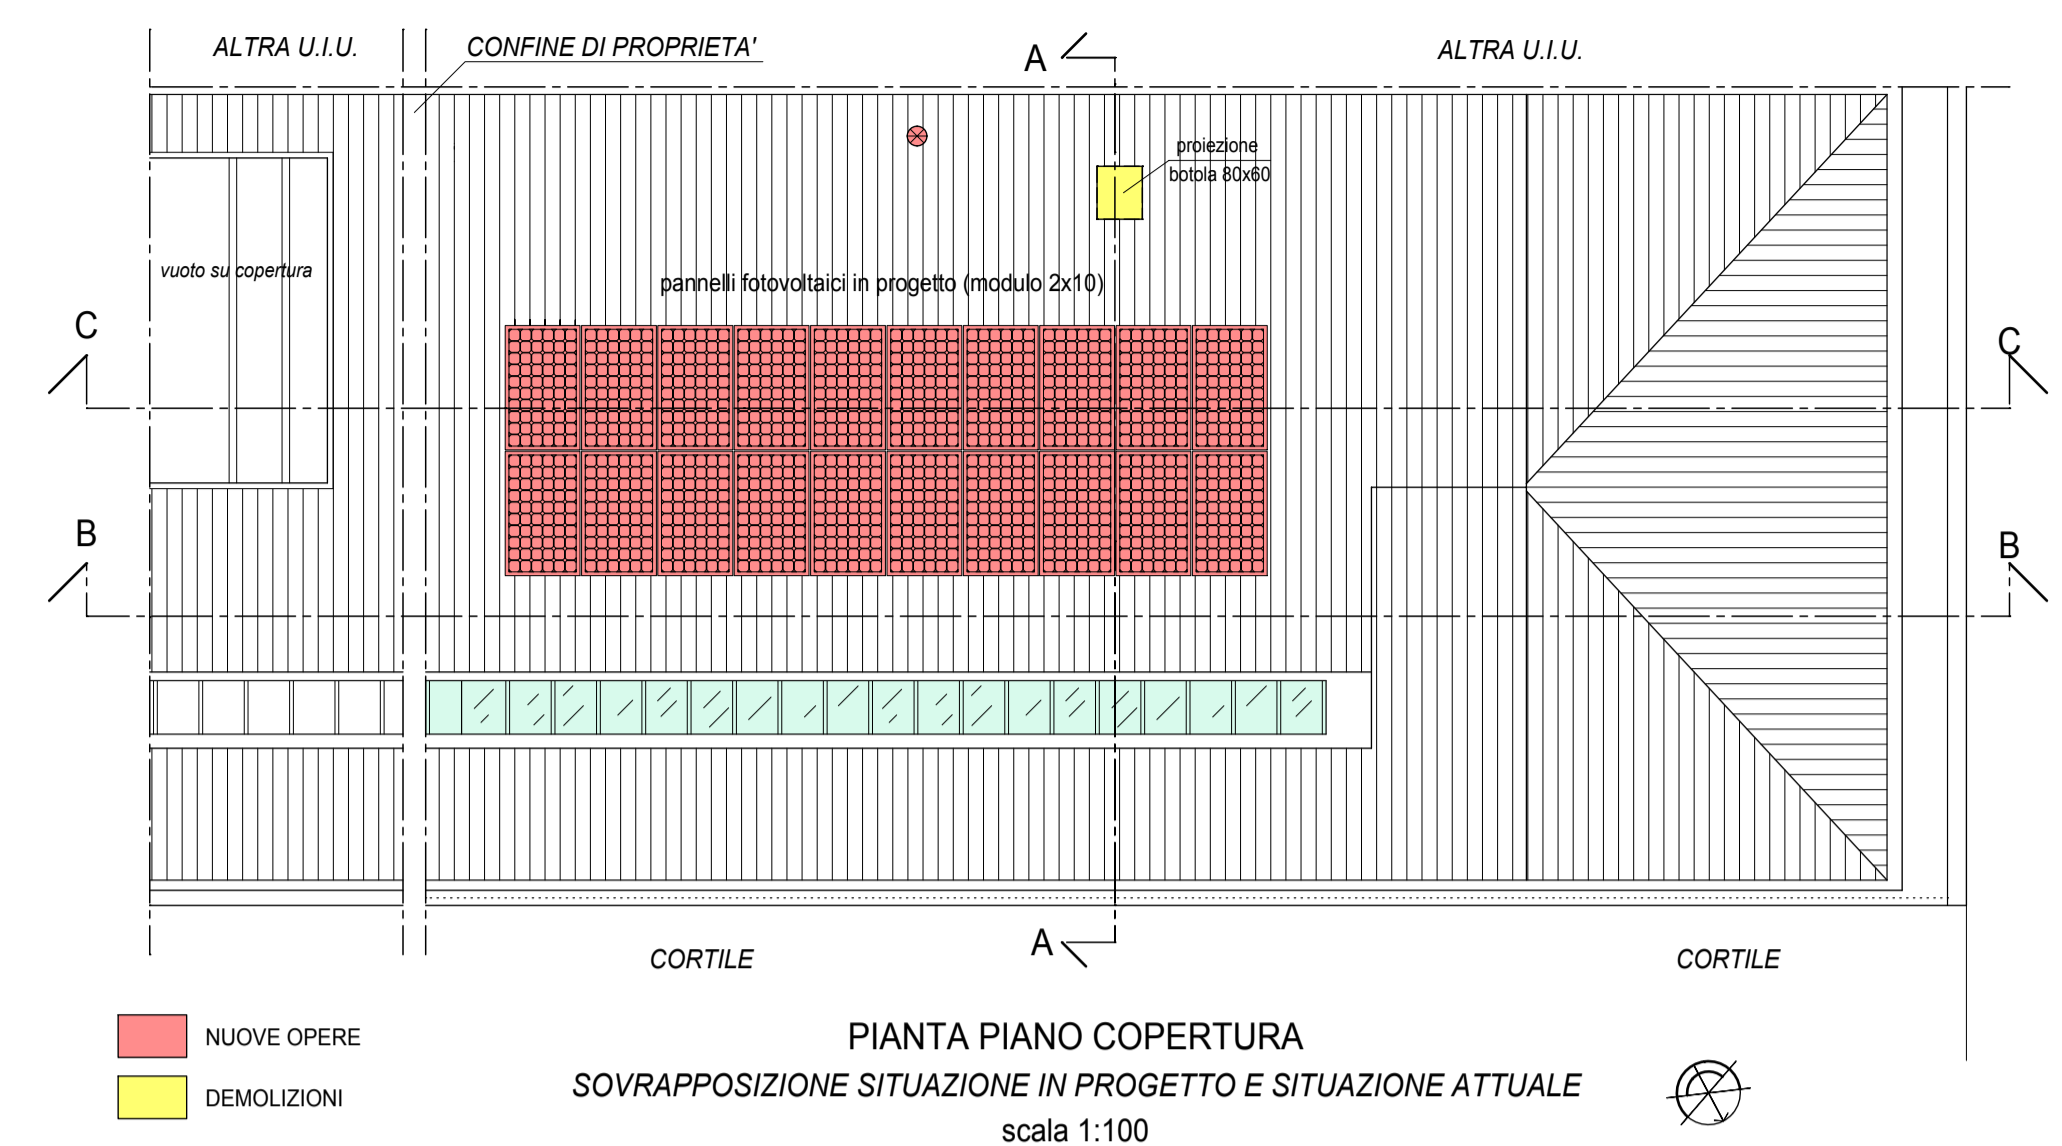 ALTRA U.I.U.
CONFINE DI PROPRIETA'
A
ALTRA U.I.U.
proiezione
botola 80x60
vuoto su copertura
pannelli fotovoltaici in progetto (modulo 2x10)
C
C
B
B
CORTILE
A
CORTILE
NUOVE OPERE
DEMOLIZIONI
PIANTA PIANO COPERTURA
SOVRAPPOSIZIONE SITUAZIONE IN PROGETTO E SITUAZIONE ATTUALE
scala 1:100